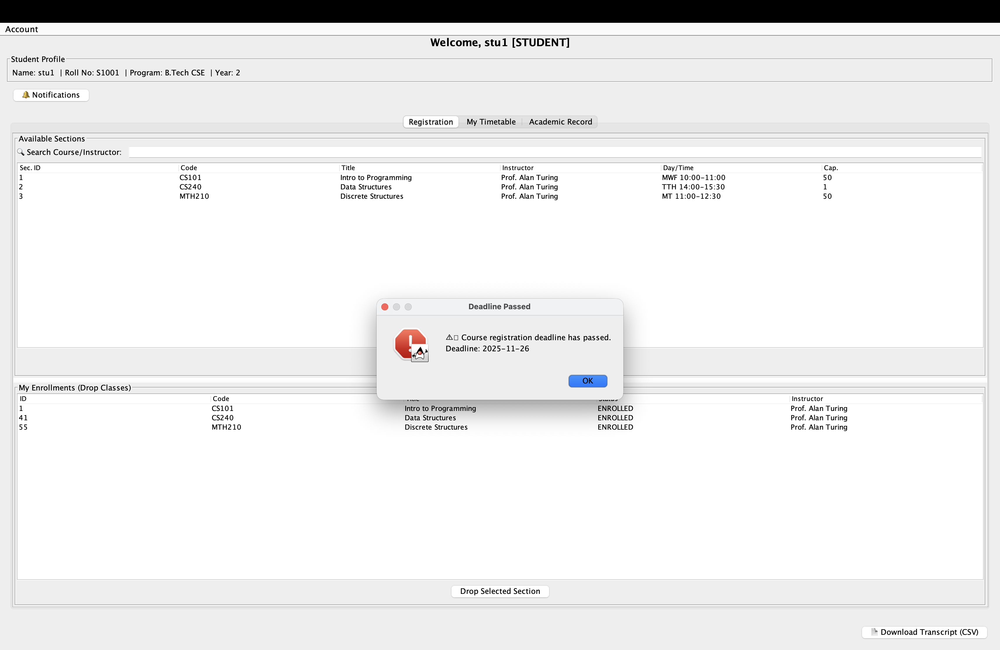 Account
Welcome, stu1 [STUDENT]
Student Profile
Name: stu1 | Roll No: S1001 | Program: B.Tech CSE | Year: 2
🔔 Notifications
Registration My Timetable Academic Record
Available Sections
🔍 Search Course/Instructor:
Sec. ID Code Title Instructor Day/Time Cap.
1 CS101 Intro to Programming Prof. Alan Turing MWF 10:00-11:00 50
2 CS240 Data Structures Prof. Alan Turing TTH 14:00-15:30 1
3 MTH210 Discrete Structures Prof. Alan Turing MT 11:00-12:30 50
Deadline Passed
⚠ Course registration deadline has passed.
Deadline: 2025-11-26
OK
My Enrollments (Drop Classes)
ID Code Title Status Instructor
1 CS101 Intro to Programming ENROLLED Prof. Alan Turing
41 CS240 Data Structures ENROLLED Prof. Alan Turing
55 MTH210 Discrete Structures ENROLLED Prof. Alan Turing
Drop Selected Section
Download Transcript (CSV)